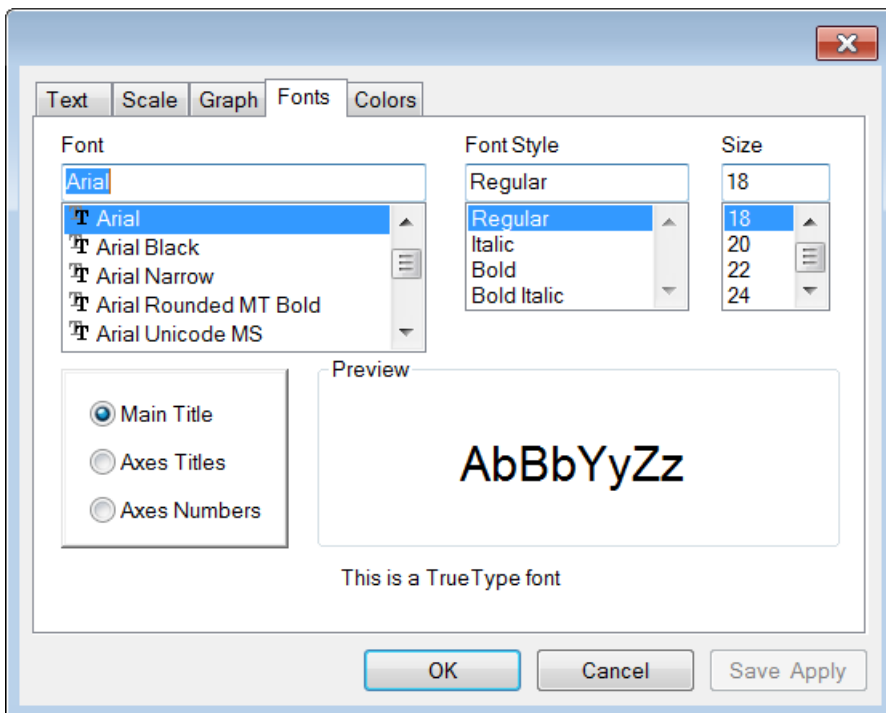 Text Scale Graph Fonts Colors
Font Font Style Size
Arial Regular 18
Arial Regular 18
Arial Black Italic 20
Arial Narrow Bold 22
Arial Rounded MT Bold Bold Italic 24
Arial Unicode MS
Preview
Main Title
Axes Titles
Axes Numbers
AbBbYyZz
This is a TrueType font
OK Cancel Save Apply